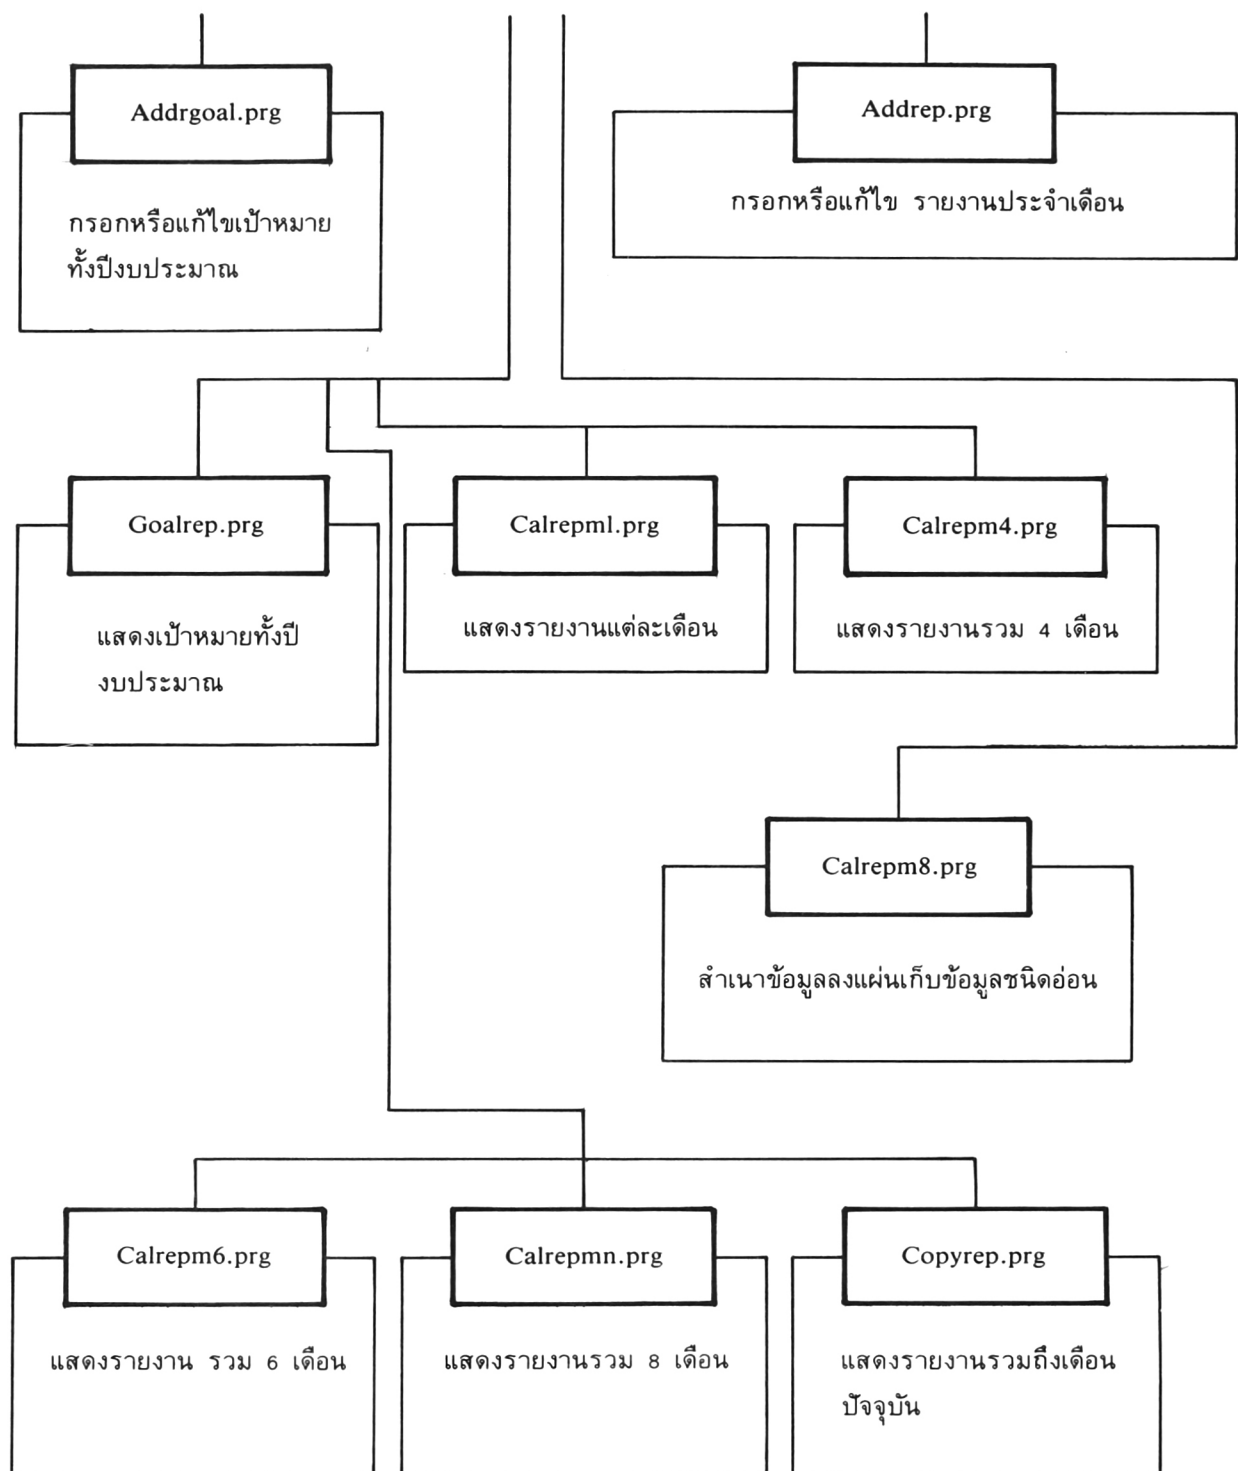 Addrgoal.prg
กรอกหรือแก้ไขเป้าหมาย
ทั้งปีงบประมาณ
Addrep.prg
กรอกหรือแก้ไข รายงานประจำเดือน
Goalrep.prg
แสดงเป้าหมายทั้งปี
งบประมาณ
Calrepml.prg
แสดงรายงานแต่ละเดือน
Calrepm4.prg
แสดงรายงานรวม 4 เดือน
Calrepm8.prg
สำเนาข้อมูลลงแผ่นเก็บข้อมูลชนิดอ่อน
Calrepm6.prg
แสดงรายงาน รวม 6 เดือน
Calrepmn.prg
แสดงรายงานรวม 8 เดือน
Copyrep.prg
แสดงรายงานรวมถึงเดือน
ปัจจุบัน